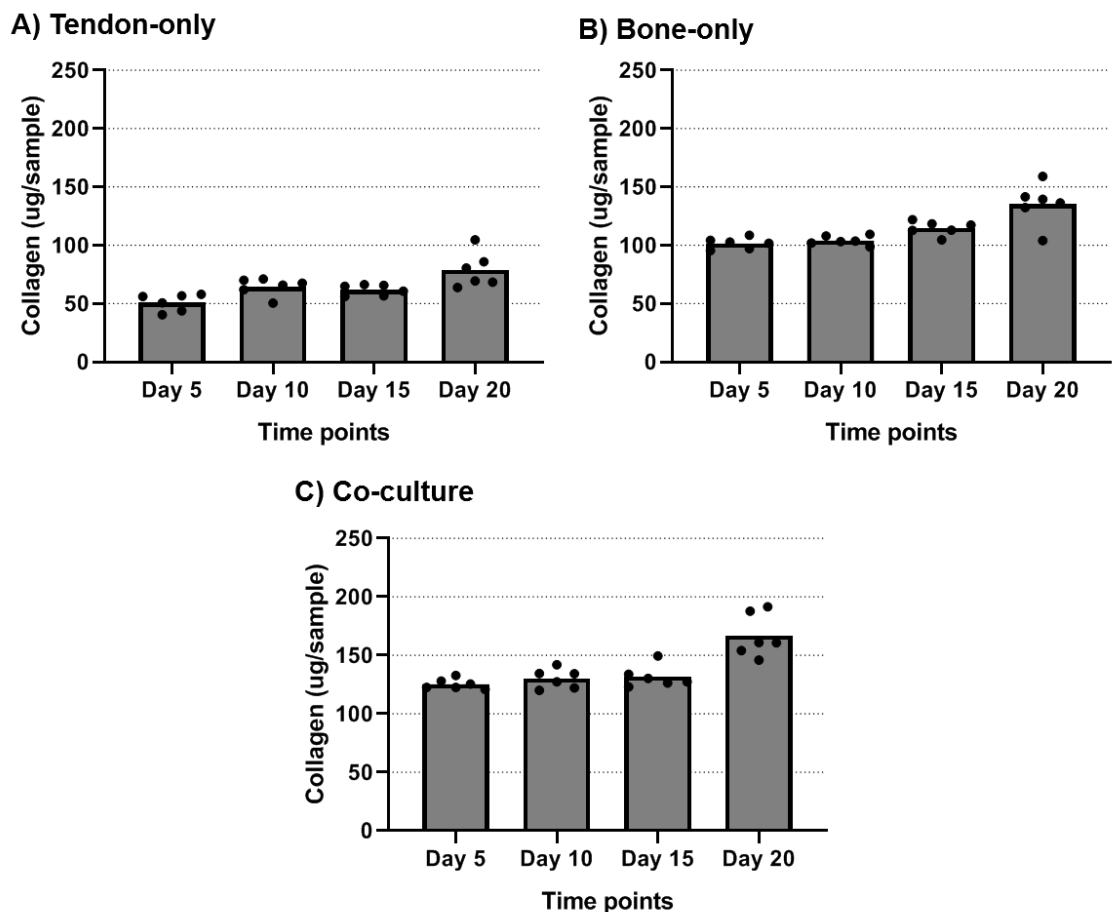 A) Tendon-only
250
200
150
100
50
0
Collagen (ug/sample)
Day 5 Day 10 Day 15 Day 20
Time points
B) Bone-only
250
200
150
100
50
0
Collagen (ug/sample)
Day 5 Day 10 Day 15 Day 20
Time points
C) Co-culture
250
200
150
100
50
0
Collagen (ug/sample)
Day 5 Day 10 Day 15 Day 20
Time points